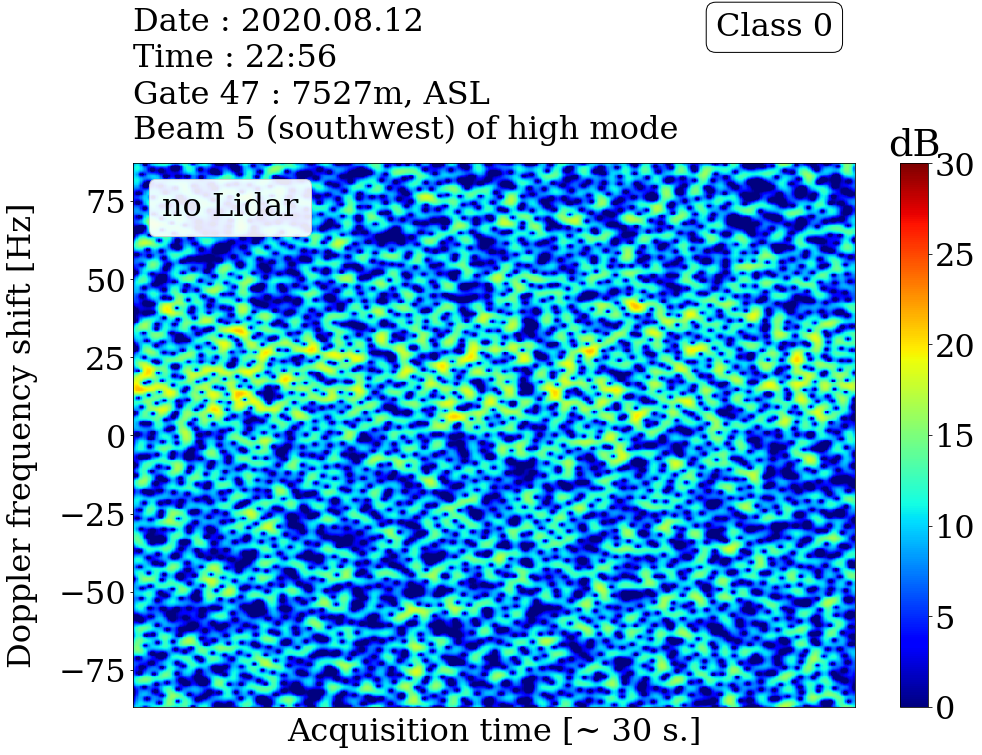 Date : 2020.08.12
Time : 22:56
Gate 47 : 7527m, ASL
Beam 5 (southwest) of high mode
Class 0
dB
no Lidar
Doppler frequency shift [Hz]
75
50
25
0
−25
−50
−75
30
25
20
15
10
5
0
Acquisition time [~ 30 s.]